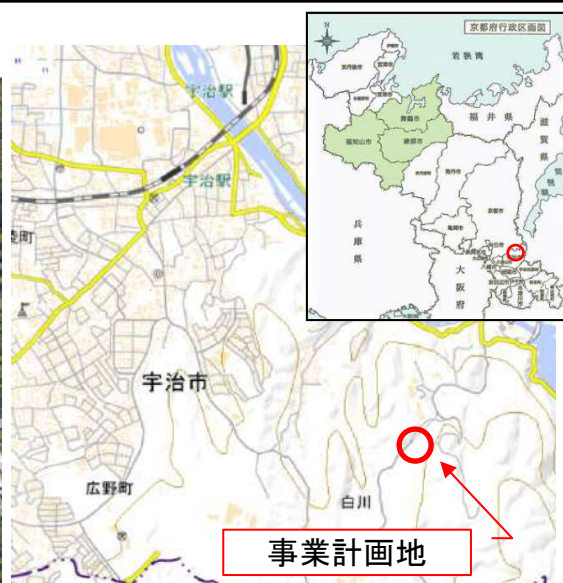 京都府行政区画図
N
若狭湾
舞鶴市
福知山市
綾部市
福井県
滋賀県
兵庫県
京都市
亀岡市
大阪府
宇治駅
宇治駅
宇治市
広野町
白川
事業計画地